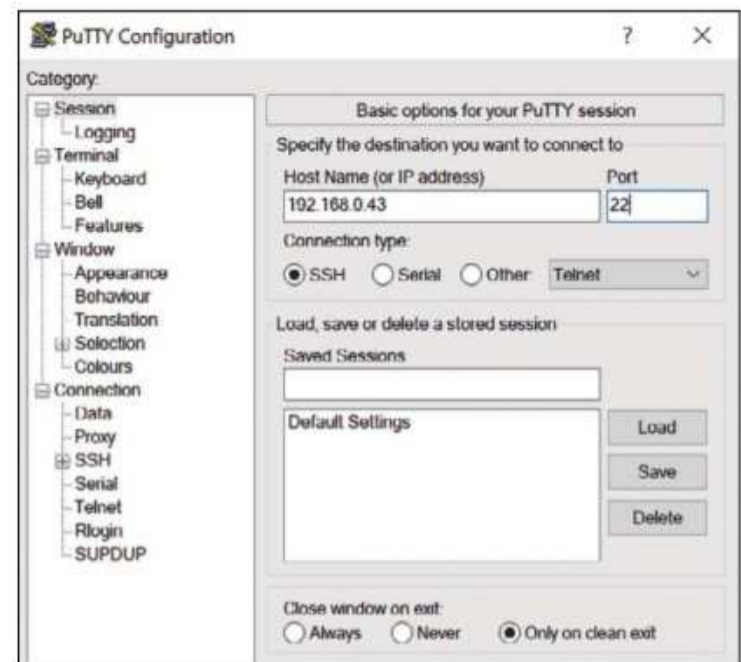 PuTTY Configuration
?
Category:
Session
Logging
Terminal
Keyboard
Bell
Features
Window
Appearance
Behaviour
Translation
Selection
Colours
Connection
Data
Proxy
SSH
Serial
Telnet
Rlogin
SUPDUP
Basic options for your PuTTY session
Specify the destination you want to connect to
Host Name (or IP address) Port
192.168.0.43 22
Connection type:
SSH Serial Other: Telnet
Load, save or delete a stored session
Saved Sessions
Default Settings
Load
Save
Delete
Close window on exit:
Always Never Only on clean exit